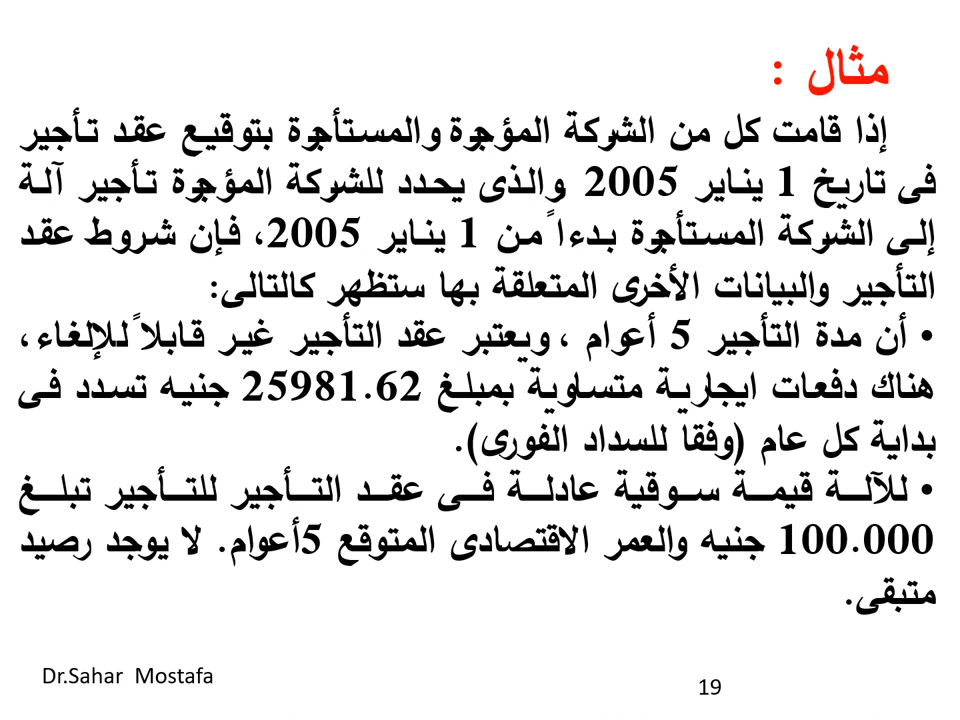 مثال :
إذا قامت كل من الشركة المؤجرة والمستأجرة بتوقيع عقد تأجير
فى تاريخ 1 يناير 2005 والذى يحدد للشركة المؤجرة تأجير آلة
إلى الشركة المستأجرة بدءاً من 1 يناير 2005، فإن شروط عقد
التأجير والبيانات الأخرى المتعلقة بها ستظهر كالتالى:
• أن مدة التأجير 5 أعوام ، ويعتبر عقد التأجير غير قابلاً للإلغاء ،
هناك دفعات ايجارية متساوية بمبلغ 25981.62 جنيه تسدد فى
بداية كل عام (وفقا للسداد الفورى).
• للآلة قيمة سوقية عادلة فى عقد التأجير للتأجير تبلغ
100.000 جنيه والعمر الاقتصادى المتوقع 5أعوام. لا يوجد رصيد
متبقى.
Dr.Sahar Mostafa
19